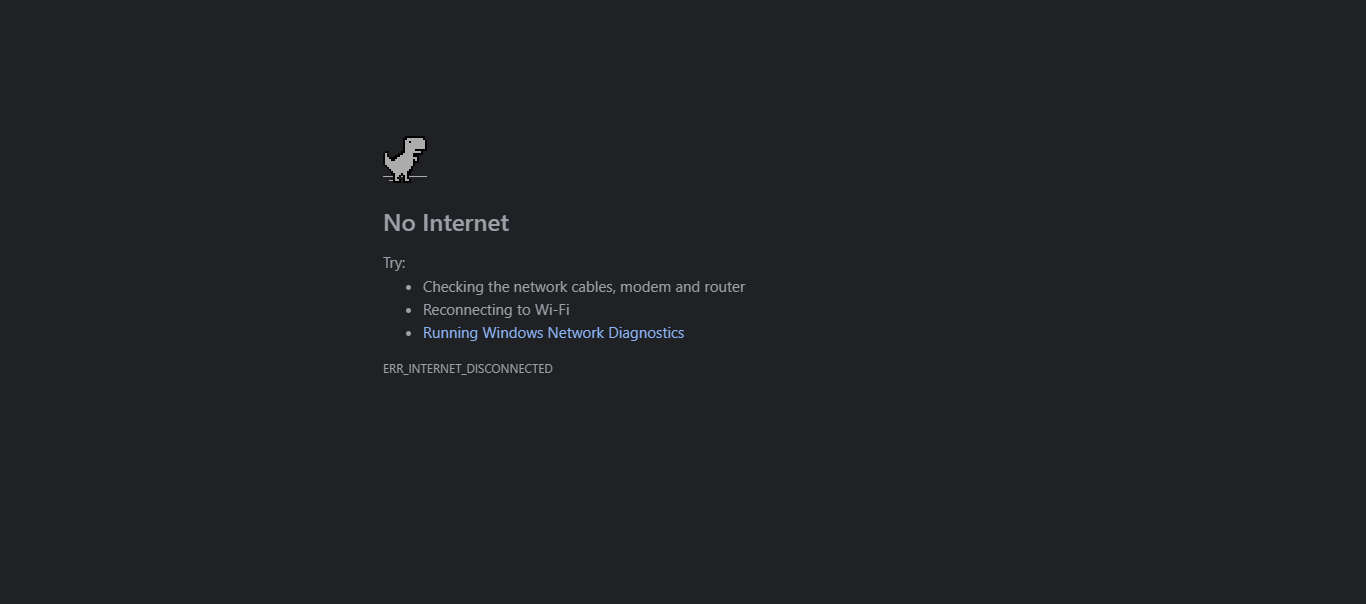 No Internet
Try:
Checking the network cables, modem and router
Reconnecting to Wi-Fi
Running Windows Network Diagnostics
ERR_INTERNET_DISCONNECTED